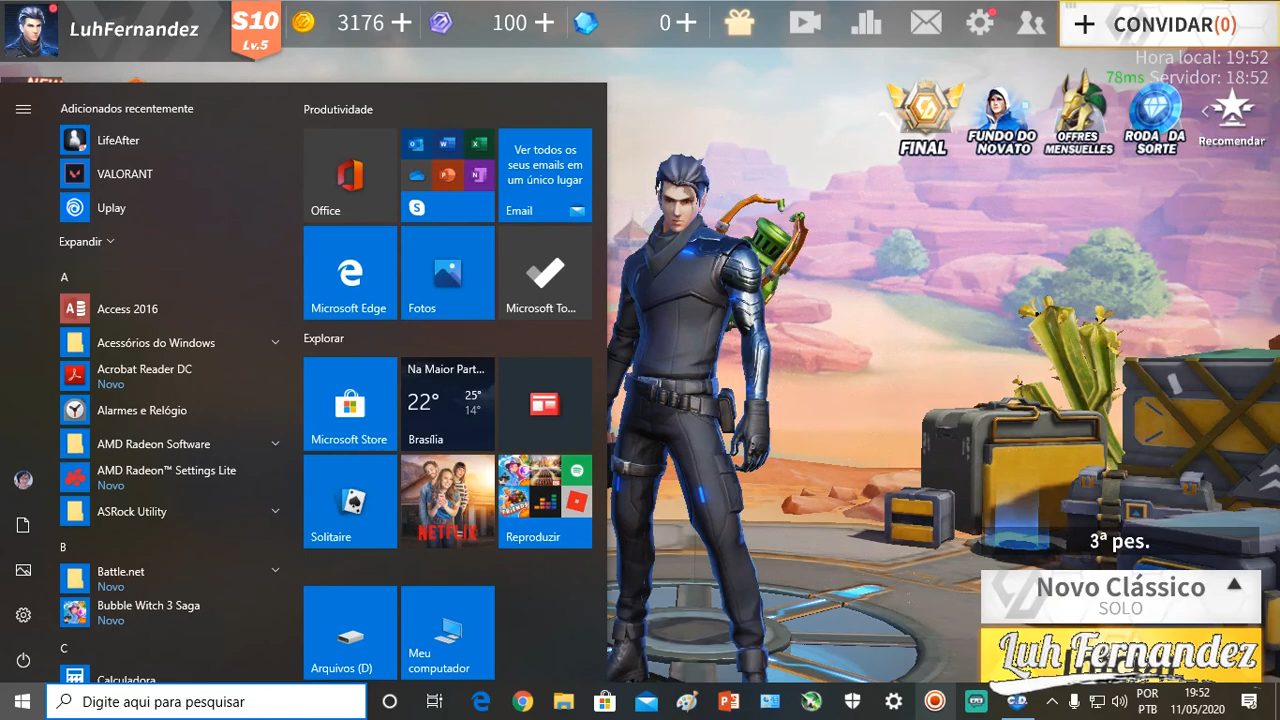 LuhFernandez
S10
Lv.5
3176
100
0
CONVIDAR(0)
Hora local: 19:52
78ms Servidor: 18:52
FINAL
FUNDO DO
NOVATO
OFFRES
MENSUELLES
RODA DA
SORTE
Recomendar
Adicionados recentemente
LifeAfter
VALORANT
Uplay
Expandir
A
Access 2016
Acessórios do Windows
Acrobat Reader DC
Novo
Alarmes e Relógio
AMD Radeon Software
AMD Radeon™ Settings Lite
Novo
ASRock Utility
B
Battle.net
Novo
Bubble Witch 3 Saga
Novo
C
Calculadora
Produtividade
Office
Ver todos os
seus emails em
um único lugar
Email
Microsoft Edge
Fotos
Microsoft To...
Explorar
Microsoft Store
Na Maior Part...
22°
25°
14°
Brasília
Solitaire
NETFLIX
Reproduzir
Arquivos (D)
Meu
computador
3ª pes.
Novo Clássico
SOLO
Luh Fernandez
Digite aqui para pesquisar
C.D.
POR
PTB
19:52
11/05/2020